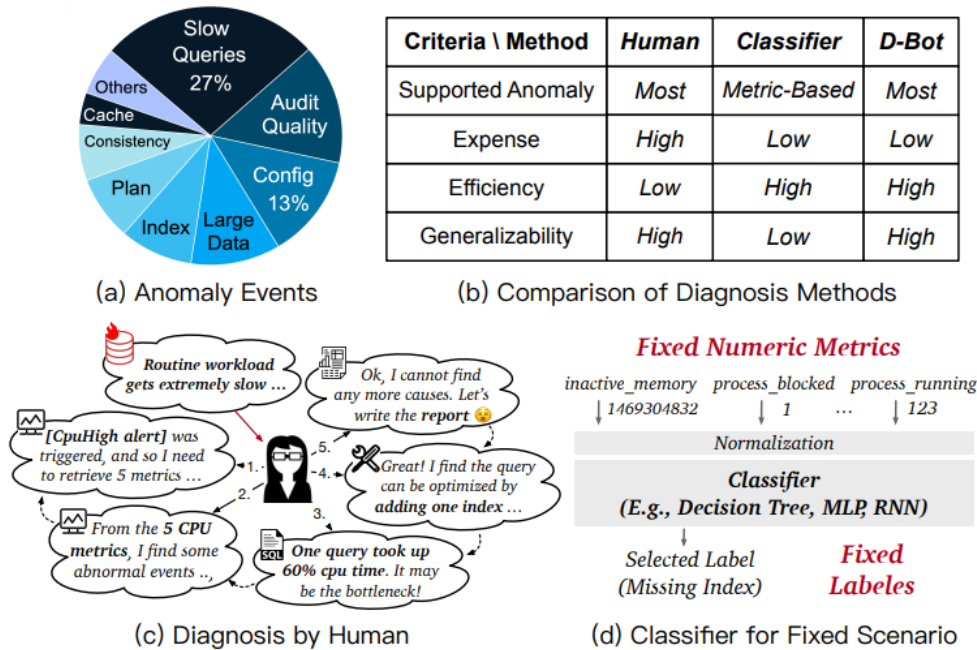 Slow
Queries
27%
Audit
Quality
Config
13%
Large
Data
Index
Plan
Consistency
Cache
Others
(a) Anomaly Events
Criteria \ Method Human Classifier D-Bot
Supported Anomaly Most Metric-Based Most
Expense High Low Low
Efficiency Low High High
Generalizability High Low High
(b) Comparison of Diagnosis Methods
Routine workload
gets extremely slow ...
[CpuHigh alert] was
triggered, and so I need
to retrieve 5 metrics ...
1.
From the 5 CPU
metrics, I find some
abnormal events ..,
2.
SQL
One query took up
60% cpu time. It may
be the bottleneck!
3.
Great! I find the query
can be optimized by
adding one index ...
4.
Ok, I cannot find
any more causes. Let's
write the report 😵
5.
(c) Diagnosis by Human
Fixed Numeric Metrics
inactive_memory process_blocked process_running
1469304832 1 ... 123
Normalization
Classifier
(E.g., Decision Tree, MLP, RNN)
Selected Label
(Missing Index)
Fixed
Labeles
(d) Classifier for Fixed Scenario